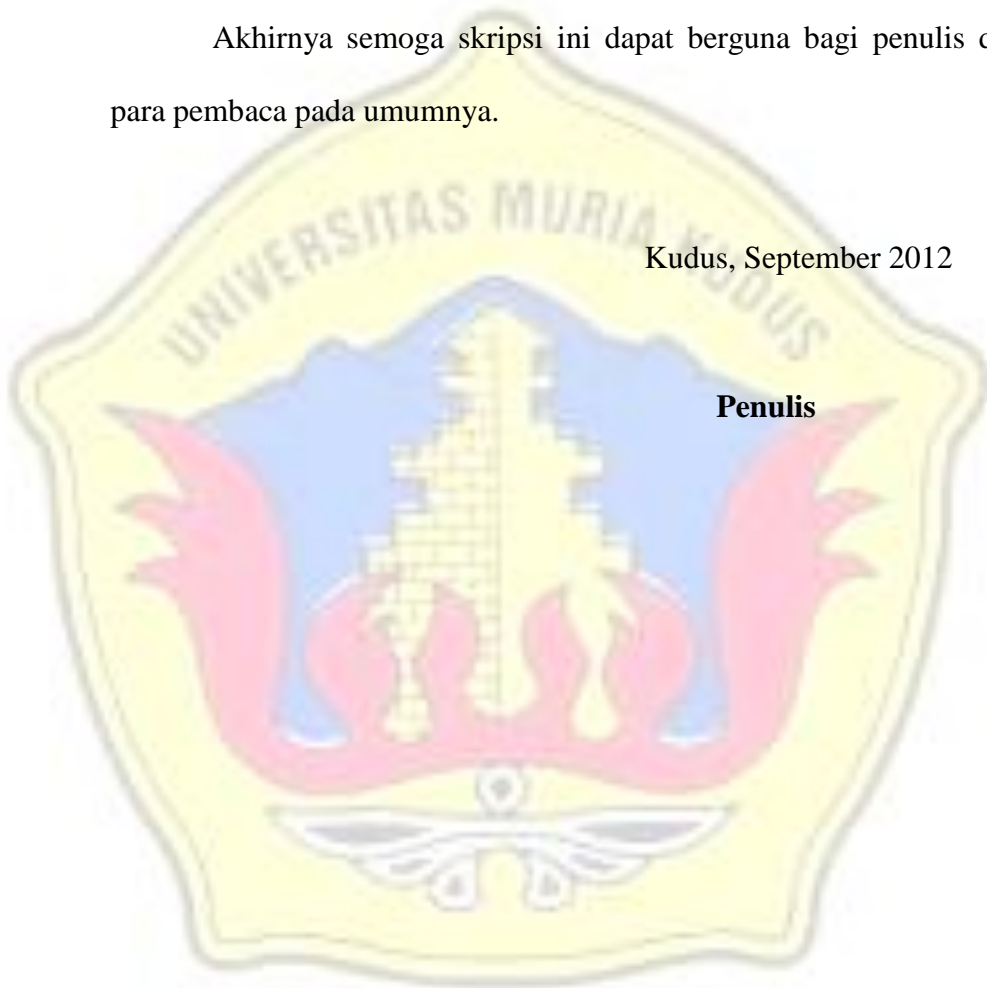 Akhirnya semoga skripsi ini dapat berguna bagi penulis
para pembaca pada umumnya.
UNIVERSITAS MURIA KUDUS
Kudus, September 2012
Penulis